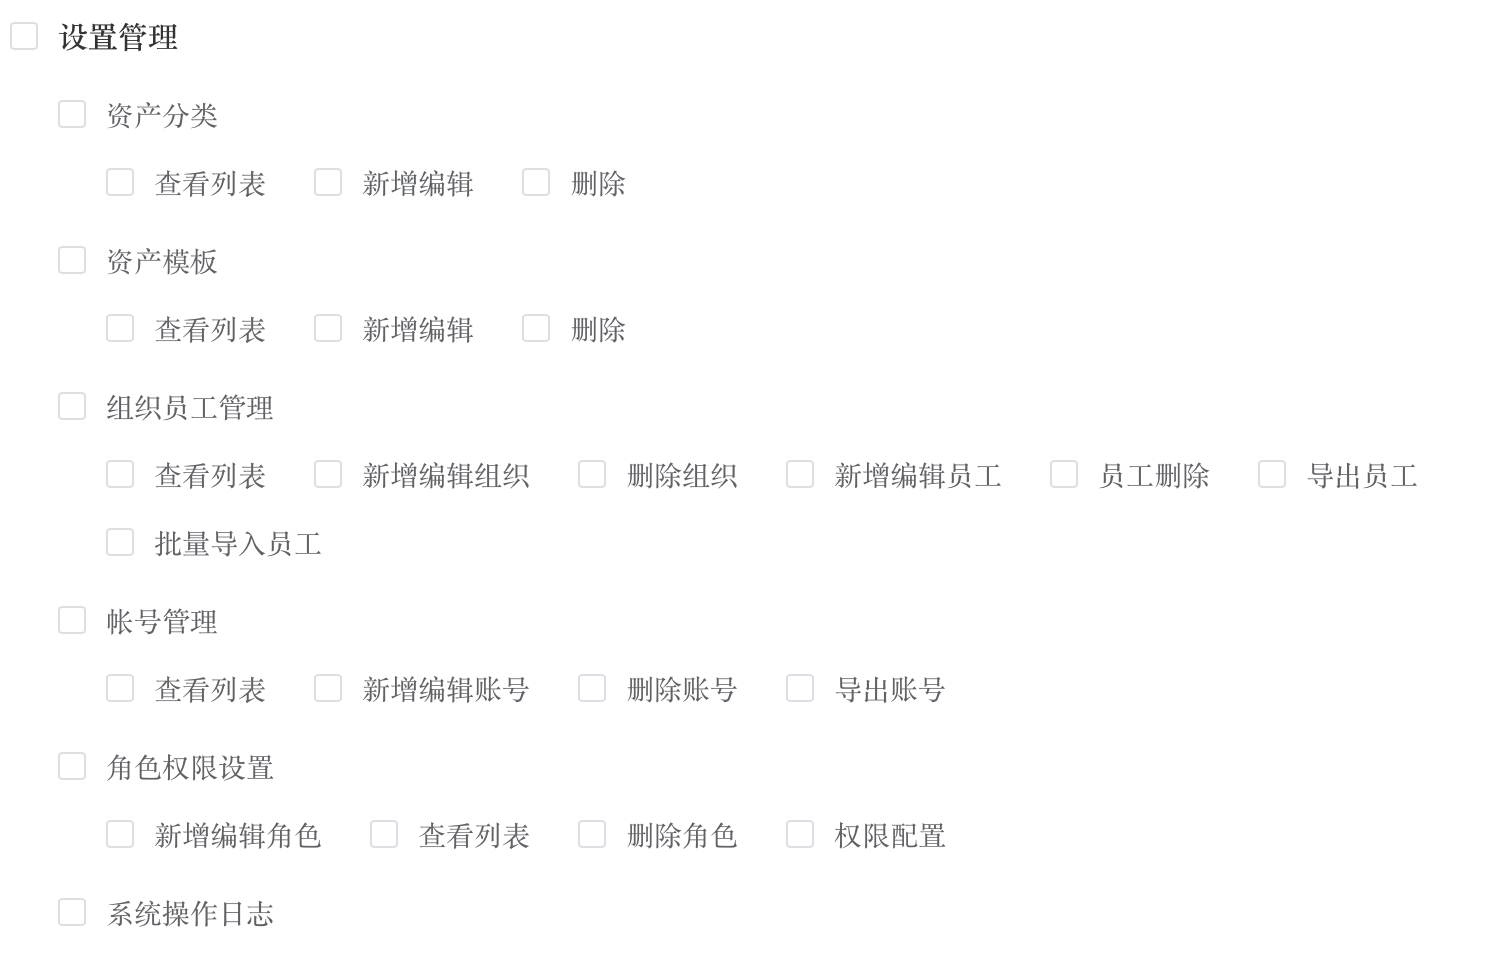 设置管理
资产分类
查看列表 新增编辑 删除
资产模板
查看列表 新增编辑 删除
组织员工管理
查看列表 新增编辑组织 删除组织 新增编辑员工 员工删除 导出员工
批量导入员工
帐号管理
查看列表 新增编辑账号 删除账号 导出账号
角色权限设置
新增编辑角色 查看列表 删除角色 权限配置
系统操作日志